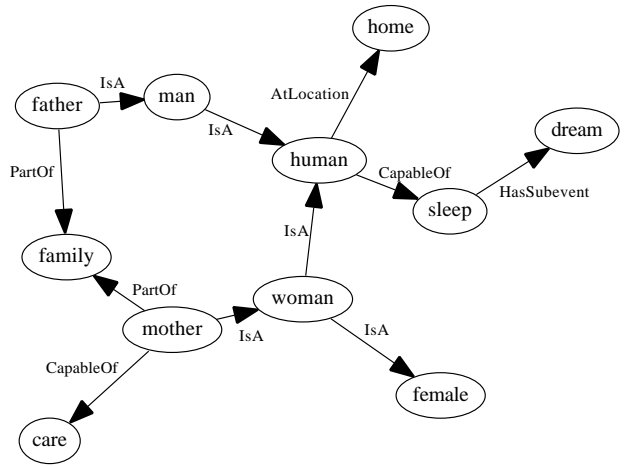 home
IsA
man
father
AtLocation
IsA
dream
human
CapableOf
PartOf
HasSubevent
sleep
IsA
family
PartOf
woman
mother
IsA
IsA
CapableOf
female
care